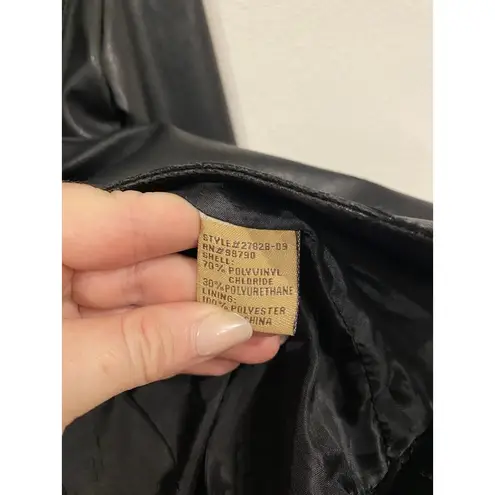 STYLE#27828-09
RN#98790
SHELL:
70% POLYVINYL
CHLORIDE
30% POLYURETHANE
LINING:
100% POLYESTER
CHINA